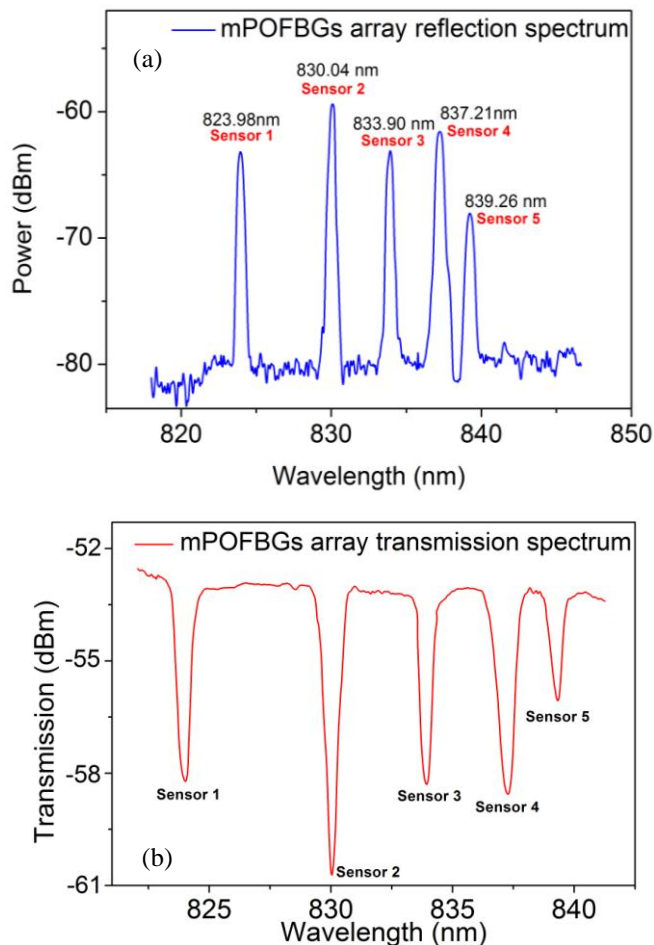 mPOFBGs array reflection spectrum
(a)
830.04 nm
Sensor 2
823.98nm
Sensor 1
833.90 nm
Sensor 3
837.21nm
Sensor 4
839.26 nm
Sensor 5
-60
-70
-80
Power (dBm)
820
830
840
850
Wavelength (nm)
mPOFBGs array transmission spectrum
-52
-55
-58
-61
Transmission (dBm)
Sensor 1
Sensor 2
Sensor 3
Sensor 4
Sensor 5
(b)
825
830
835
840
Wavelength (nm)